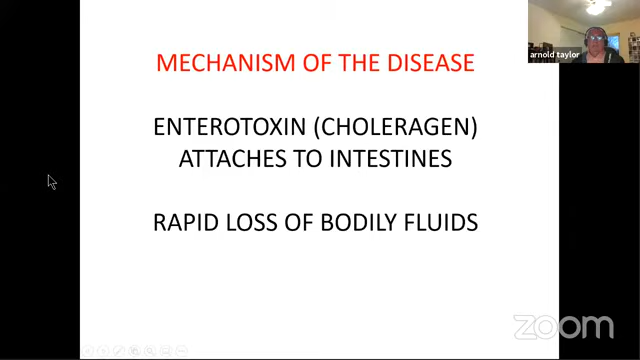 MECHANISM OF THE DISEASE
ENTEROTOXIN (CHOLERAGEN)
ATTACHES TO INTESTINES
RAPID LOSS OF BODILY FLUIDS
arnold taylor
zoom